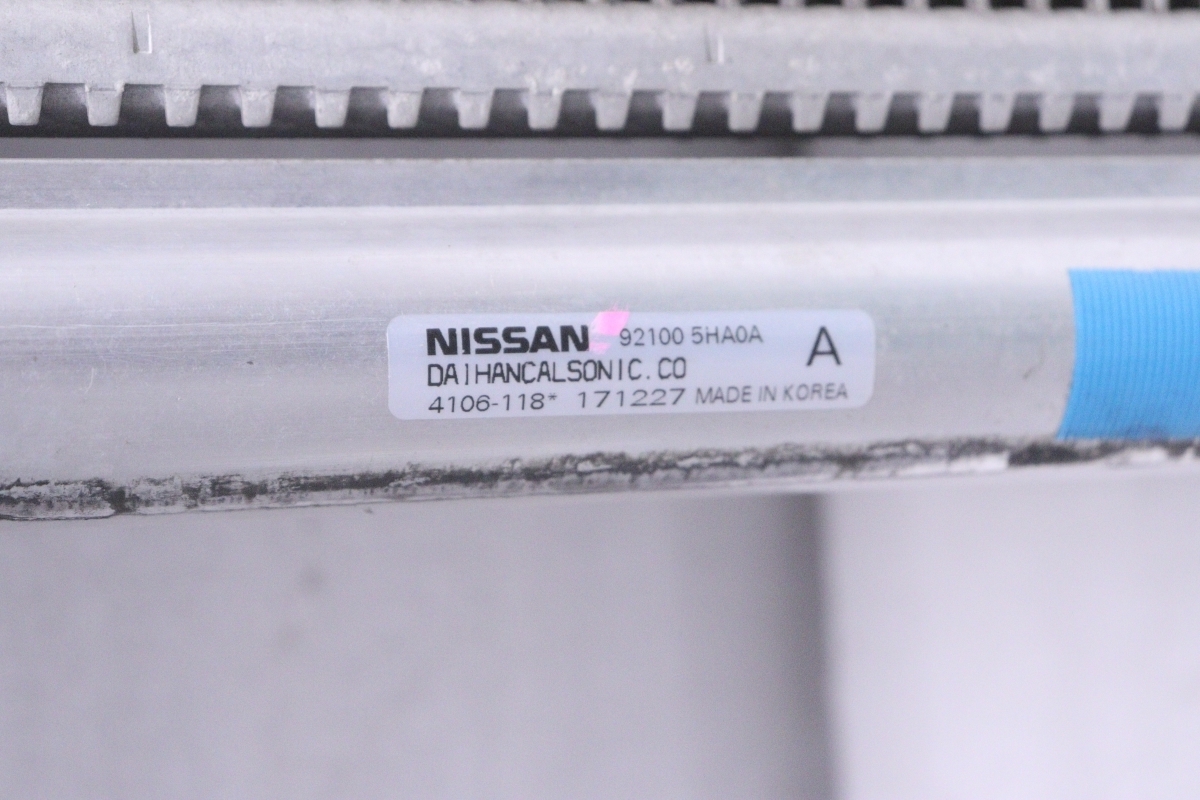 NISSAN 92100 5HA0A A
DAIHANCALSONIC.CO
4106-118* 171227 MADE IN KOREA